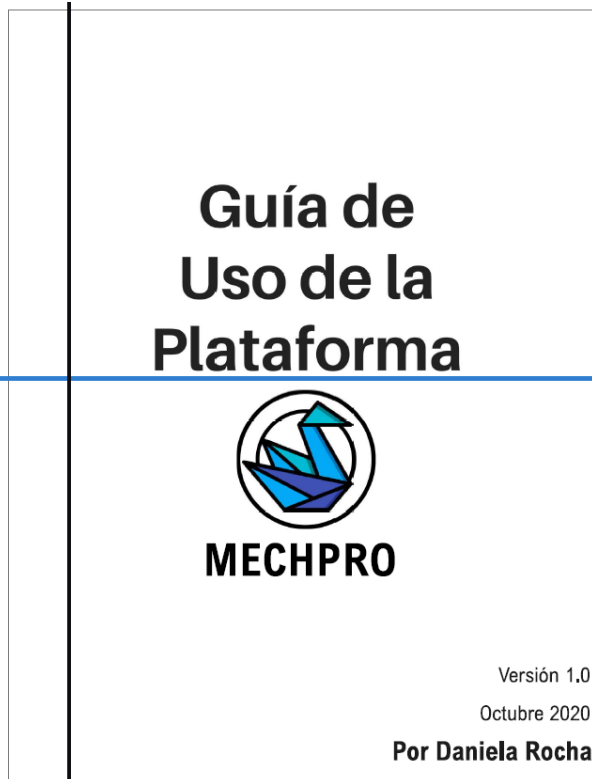 Guía de
Uso de la
Plataforma
MECHPRO
Versión 1.0
Octubre 2020
Por Daniela Rocha